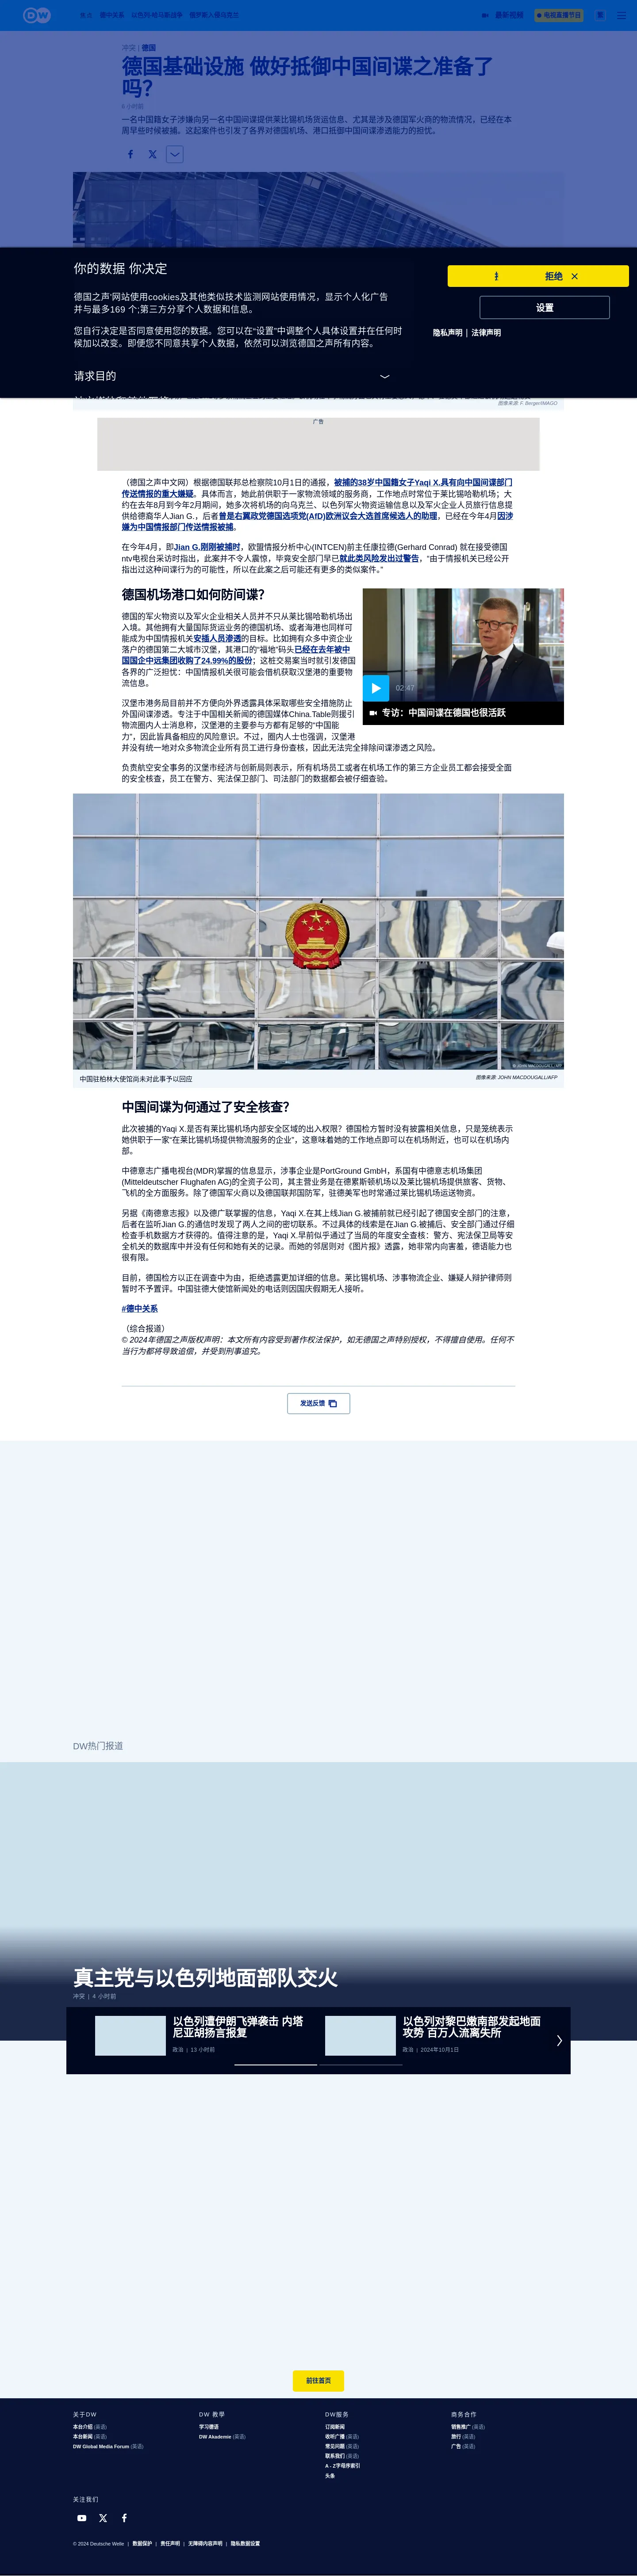 DW
焦点 德中关系 以色列-哈马斯战争 俄罗斯入侵乌克兰
最新视频 电视直播节目
冲突 | 德国
德国基础设施 做好抵御中国间谍之准备了
吗?
6 小时前
一名中国籍女子涉嫌向另一名中国间谍提供莱比锡机场货运信息、尤其是涉及德国军火商的物流情况，已经在本
周早些时候被捕。这起案件也引发了各界对德国机场、港口抵御中国间谍渗透能力的担忧。
你的数据 你决定
德国之声'网站使用cookies及其他类似技术监测网站使用情况，显示个人化广告
并与最多169 个;第三方分享个人数据和信息。
您自行决定是否同意使用您的数据。您可以在“设置”中调整个人具体设置并在任何时
候加以改变。即便您不同意共享个人数据，依然可以浏览德国之声所有内容。
请求目的
拒绝
设置
隐私声明 | 法律声明
图像来源: F. Berger/IMAGO
广告
（德国之声中文网）根据德国联邦总检察院10月1日的通报，被捕的38岁中国籍女子Yaqi X.具有向中国间谍部门
传送情报的重大嫌疑。具体而言，她此前供职于一家物流领域的服务商，工作地点时常位于莱比锡哈勒机场；大
约在去年8月到今年2月期间，她多次将机场的向乌克兰、以色列军火物资运输信息以及军火企业人员旅行信息提
供给德裔华人Jian G.，后者曾是右翼政党德国选项党(AfD)欧洲议会大选首席候选人的助理，已经在今年4月因涉
嫌为中国情报部门传送情报被捕。
在今年4月，即Jian G.刚刚被捕时，欧盟情报分析中心(INTCEN)前主任康拉德(Gerhard Conrad) 就在接受德国
ntv电视台采访时指出，此案并不令人震惊，毕竟安全部门早已就此类风险发出过警告，“由于情报机关已经公开
指出过这种间谍行为的可能性，所以在此案之后可能还有更多的类似案件。”
德国机场港口如何防间谍？
德国的军火物资以及军火企业相关人员并不只从莱比锡哈勒机场出
入境。其他拥有大量国际货运业务的德国机场、或者海港也同样可
能成为中国情报机关安插人员渗透的目标。比如拥有众多中资企业
落户的德国第二大城市汉堡，其港口的“福地”码头已经在去年被中
国国企中远集团收购了24.99%的股份；这桩交易案当时就引发德国
各界的广泛担忧：中国情报机关很可能会借机获取汉堡港的重要物
流信息。
02:47
专访：中国间谍在德国也很活跃
汉堡市港务局目前并不方便向外界透露具体采取哪些安全措施防止
外国间谍渗透。专注于中国相关新闻的德国媒体China.Table则援引
物流圈内人士消息称，汉堡港的主要参与方都有足够的“中国能
力”，因此皆具备相应的风险意识。不过，圈内人士也强调，汉堡港
并没有统一地对众多物流企业所有员工进行身份查核，因此无法完全排除间谍渗透之风险。
负责航空安全事务的汉堡市经济与创新局则表示，所有机场员工或者在机场工作的第三方企业员工都会接受全面
的安全核查，员工在警方、宪法保卫部门、司法部门的数据都会被仔细查验。
中国驻柏林大使馆尚未对此事予以回应
图像来源: JOHN MACDOUGALL/AFP
中国间谍为何通过了安全核查?
此次被捕的Yaqi X.是否有莱比锡机场内部安全区域的出入权限？德国检方暂时没有披露相关信息，只是笼统表示
她供职于一家“在莱比锡机场提供物流服务的企业”，这意味着她的工作地点即可以在机场附近，也可以在机场内
部。
中德意志广播电视台(MDR)掌握的信息显示，涉事企业是PortGround GmbH，系国有中德意志机场集团
(Mitteldeutscher Flughafen AG)的全资子公司，其主营业务是在德累斯顿机场以及莱比锡机场提供旅客、货物、
飞机的全方面服务。除了德国军火商以及德国联邦国防军，驻德美军也时常通过莱比锡机场运送物资。
另据《南德意志报》以及德广联掌握的信息，Yaqi X.在其上线Jian G.被捕前就已经引起了德国安全部门的注意，
后者在监听Jian G.的通信时发现了两人之间的密切联系。不过具体的线索是在Jian G.被捕后、安全部门通过仔细
检查手机数据方才获得的。值得注意的是，Yaqi X.早前似乎通过了当局的年度安全查核：警方、宪法保卫局等安
全机关的数据库中并没有任何和她有关的记录。而她的邻居则对《图片报》透露，她非常内向害羞，德语能力也
很有限。
目前，德国检方以正在调查中为由，拒绝透露更加详细的信息。莱比锡机场、涉事物流企业、嫌疑人辩护律师则
暂时不予置评。中国驻德大使馆新闻处的电话则因国庆假期无人接听。
#德中关系
（综合报道）
© 2024年德国之声版权声明：本文所有内容受到著作权法保护，如无德国之声特别授权，不得擅自使用。任何不
当行为都将导致追偿，并受到刑事追究。
发送反馈
DW热门报道
真主党与以色列地面部队交火
冲突 | 4 小时前
以色列遭伊朗飞弹袭击 内塔
尼亚胡扬言报复
政治 | 13 小时前
以色列对黎巴嫩南部发起地面
攻势 百万人流离失所
政治 | 2024年10月1日
前往首页
关于DW
本台介绍 (英语)
本台新闻 (英语)
DW Global Media Forum (英语)
DW 教學
学习德语
DW Akademie (英语)
DW服务
订阅新闻
收听广播 (英语)
常见问题 (英语)
联系我们 (英语)
A - Z字母序索引
头条
商务合作
销售推广 (英语)
旅行 (英语)
广告 (英语)
关注我们
© 2024 Deutsche Welle | 数据保护 | 责任声明 | 无障碍内容声明 | 隐私数据设置